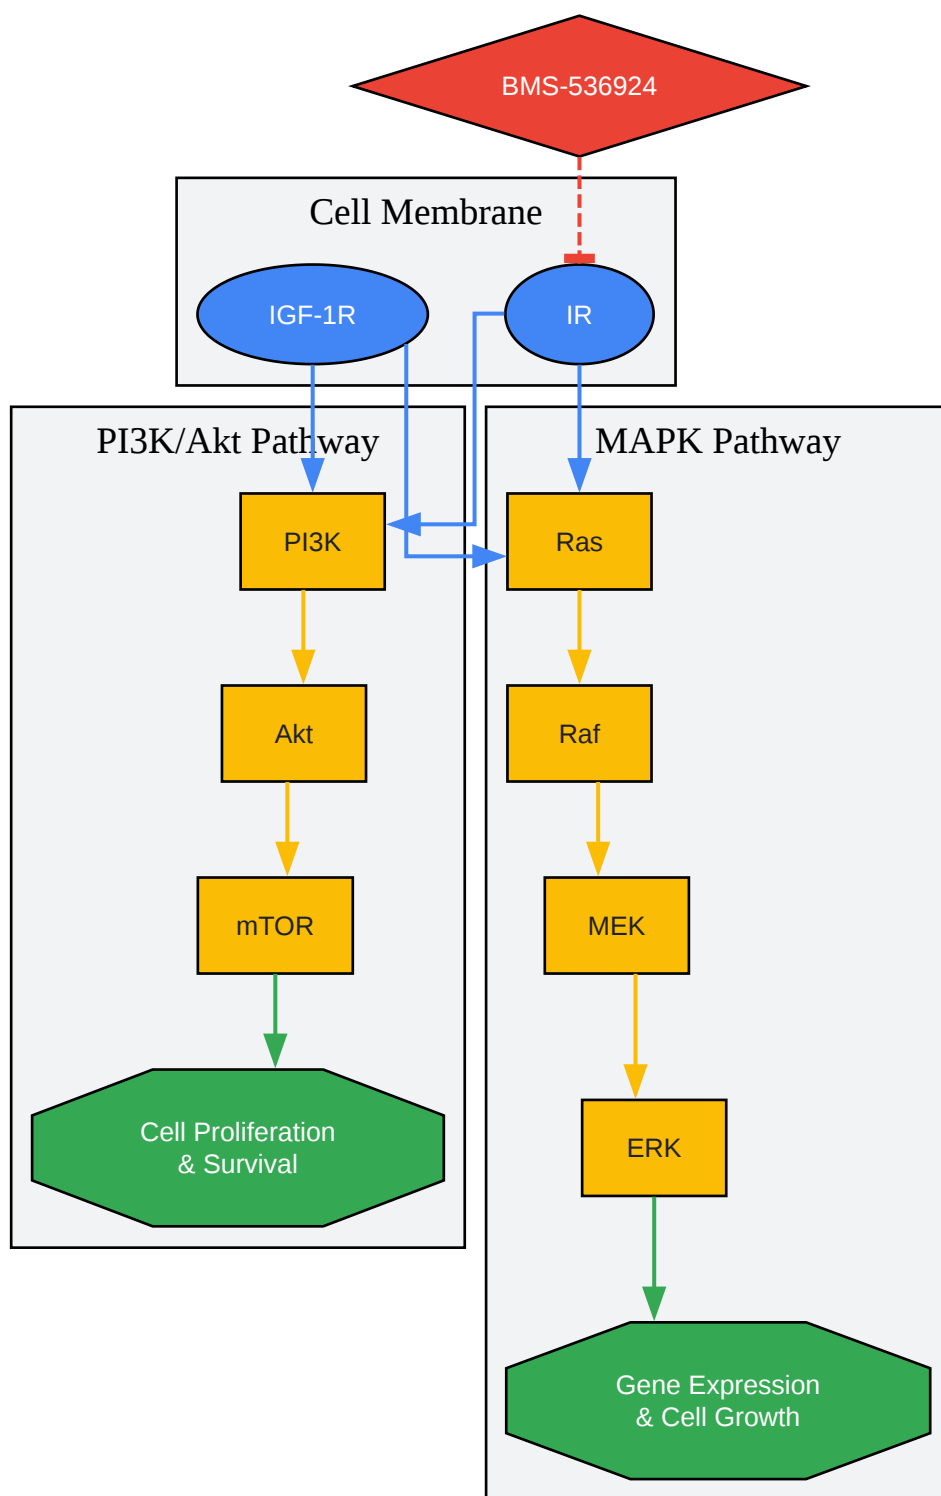 BMS-536924
Cell Membrane
IGF-1R
IR
PI3K/Akt Pathway
MAPK Pathway
PI3K
Ras
Akt
Raf
mTOR
MEK
Cell Proliferation
& Survival
ERK
Gene Expression
& Cell Growth